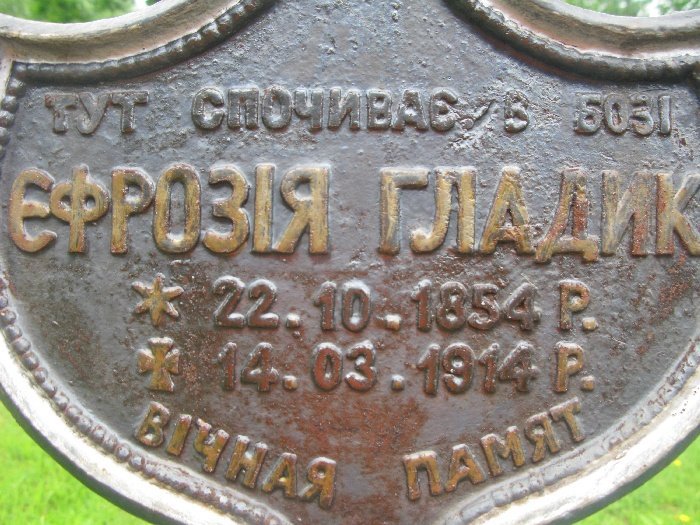 ТУТ СПОЧИВАЄ В БОЗІ
ЄФРОЗІЯ ГЛАДИК
* 22.10.1854 Р.
✠ 14.03.1914 Р.
ВІЧНАЯ ПАМЯТ